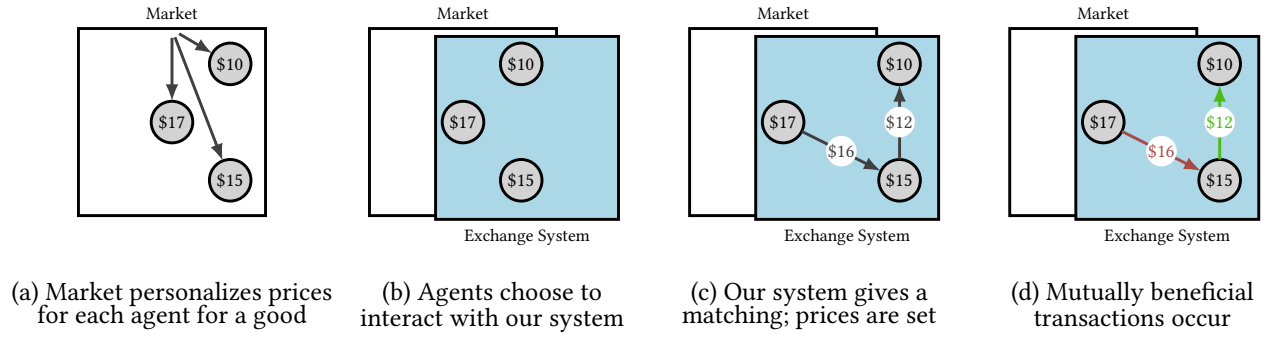 Market
$10
$17
$15
(a) Market personalizes prices
for each agent for a good
Market
$10
$17
$15
Exchange System
(b) Agents choose to
interact with our system
Market
$10
$17
$12
$16
$15
Exchange System
(c) Our system gives a
matching; prices are set
Market
$10
$17
$12
$16
$15
Exchange System
(d) Mutually beneficial
transactions occur